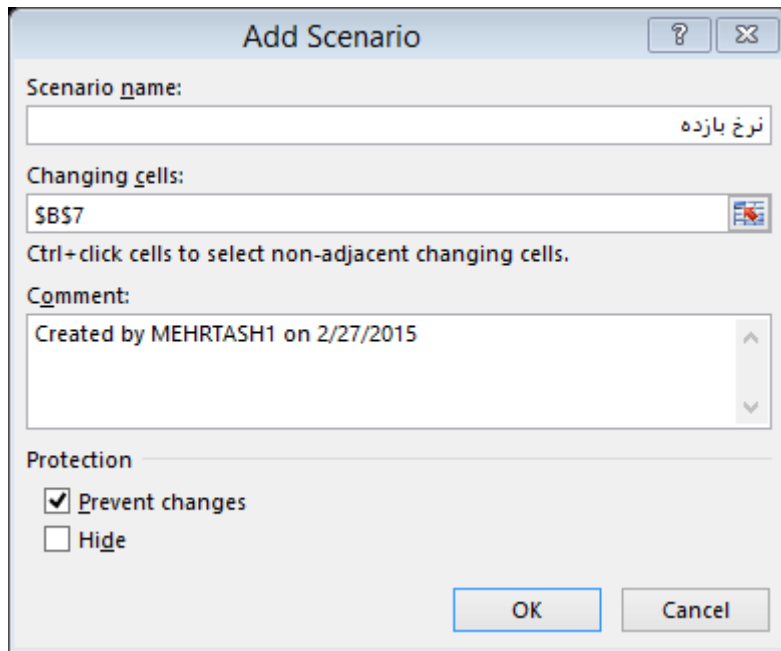 Add Scenario
Scenario name:
نرخ بازده
Changing cells:
$B$7
Ctrl+click cells to select non-adjacent changing cells.
Comment:
Created by MEHRTASH1 on 2/27/2015
Protection
Prevent changes
Hide
OK
Cancel